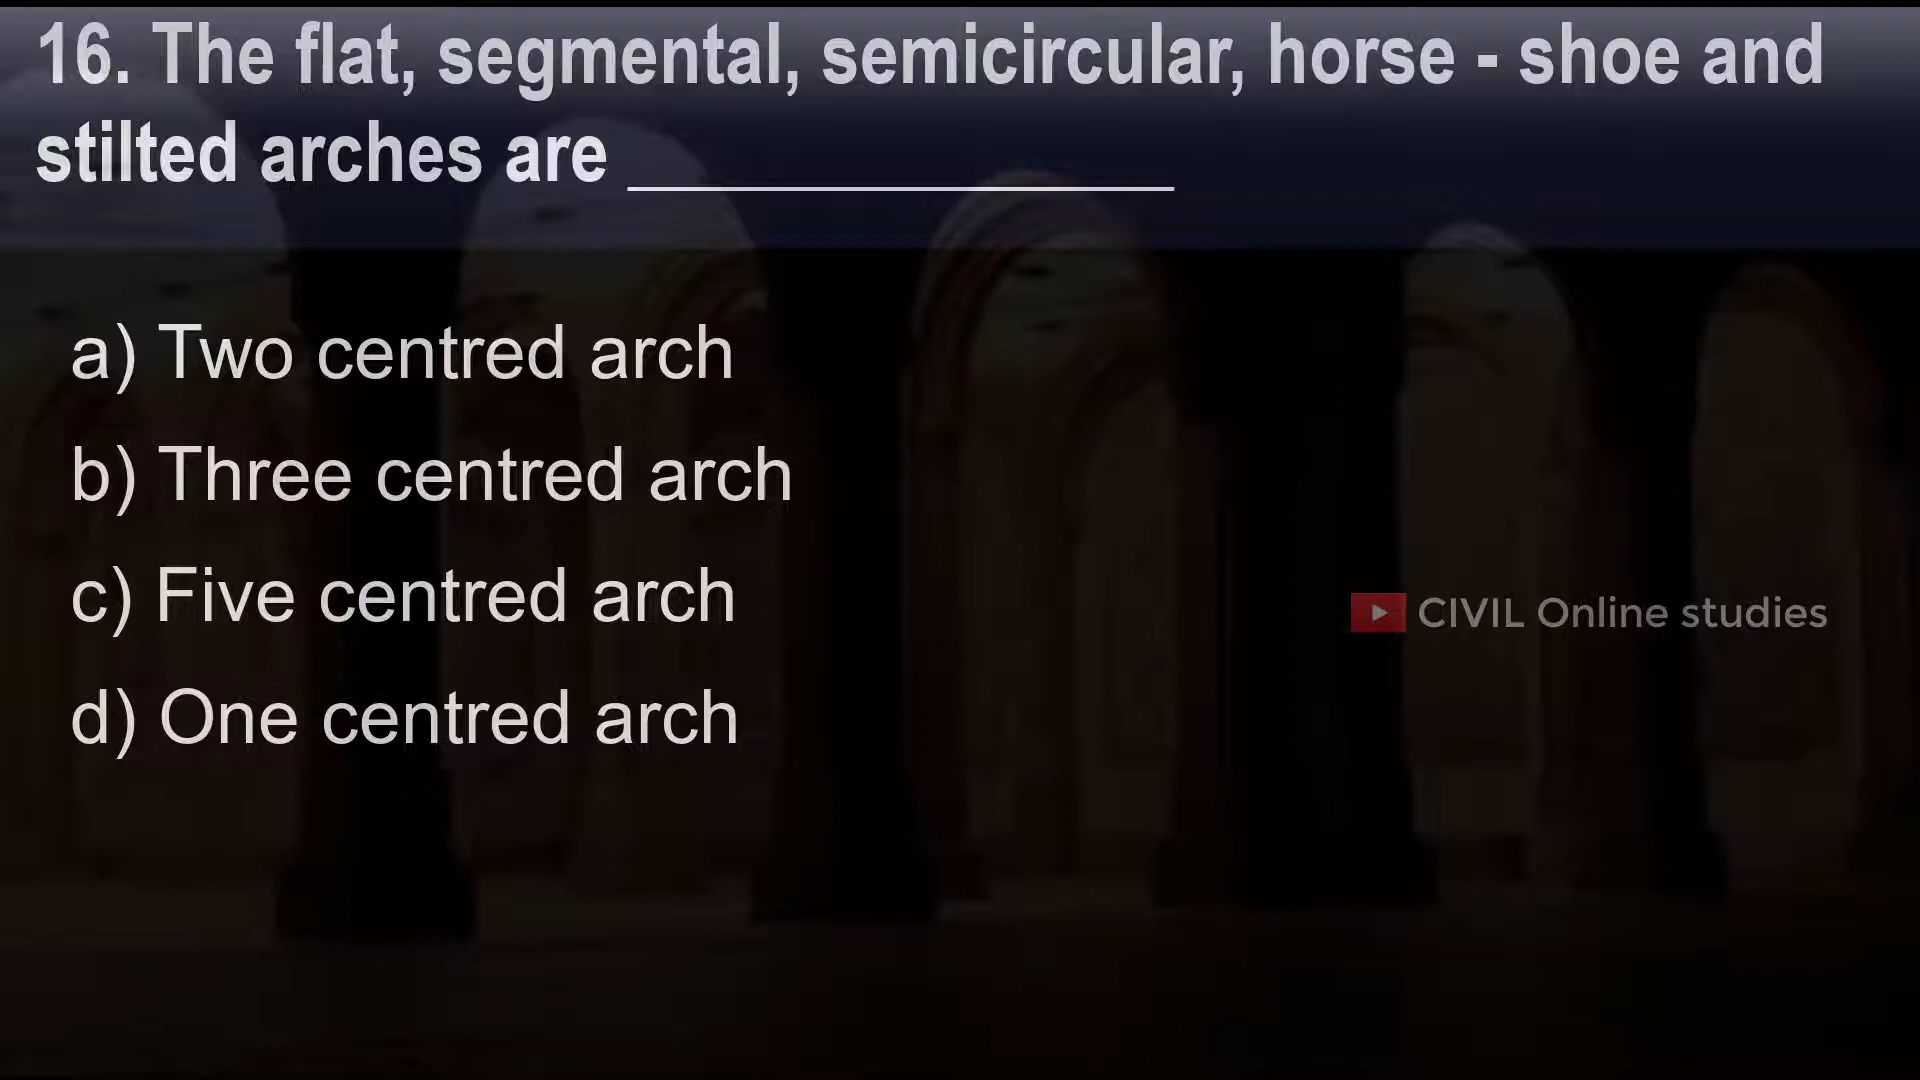 16. The flat, segmental, semicircular, horse - shoe and
stilted arches are ______________
a) Two centred arch
b) Three centred arch
c) Five centred arch
CIVIL Online studies
d) One centred arch